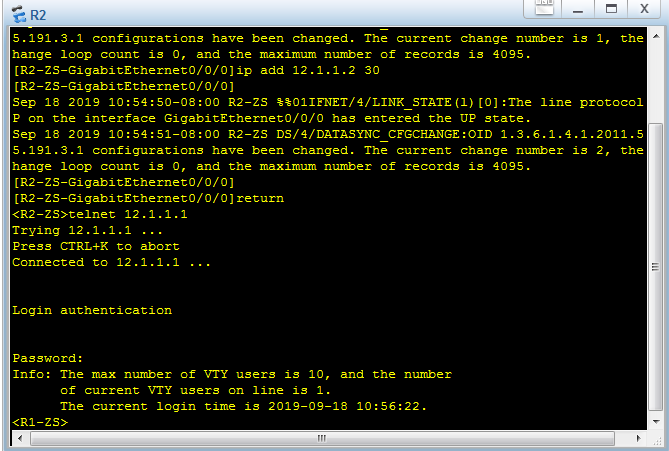 R2
5.191.3.1 configurations have been changed. The current change number is 1, the
hange loop count is 0, and the maximum number of records is 4095.
[R2-ZS-GigabitEthernet0/0/0]ip add 12.1.1.2 30
[R2-ZS-GigabitEthernet0/0/0]
Sep 18 2019 10:54:50-08:00 R2-ZS %%01IFNET/4/LINK_STATE(l)[0]:The line protocol
P on the interface GigabitEthernet0/0/0 has entered the UP state.
Sep 18 2019 10:54:51-08:00 R2-ZS DS/4/DATASYNC_CFGCHANGE:OID 1.3.6.1.4.1.2011.5
5.191.3.1 configurations have been changed. The current change number is 2, the
hange loop count is 0, and the maximum number of records is 4095.
[R2-ZS-GigabitEthernet0/0/0]
[R2-ZS-GigabitEthernet0/0/0]return
<R2-ZS>telnet 12.1.1.1
Trying 12.1.1.1 ...
Press CTRL+K to abort
Connected to 12.1.1.1 ...
Login authentication
Password:
Info: The max number of VTY users is 10, and the number
of current VTY users on line is 1.
The current login time is 2019-09-18 10:56:22.
<R1-ZS>